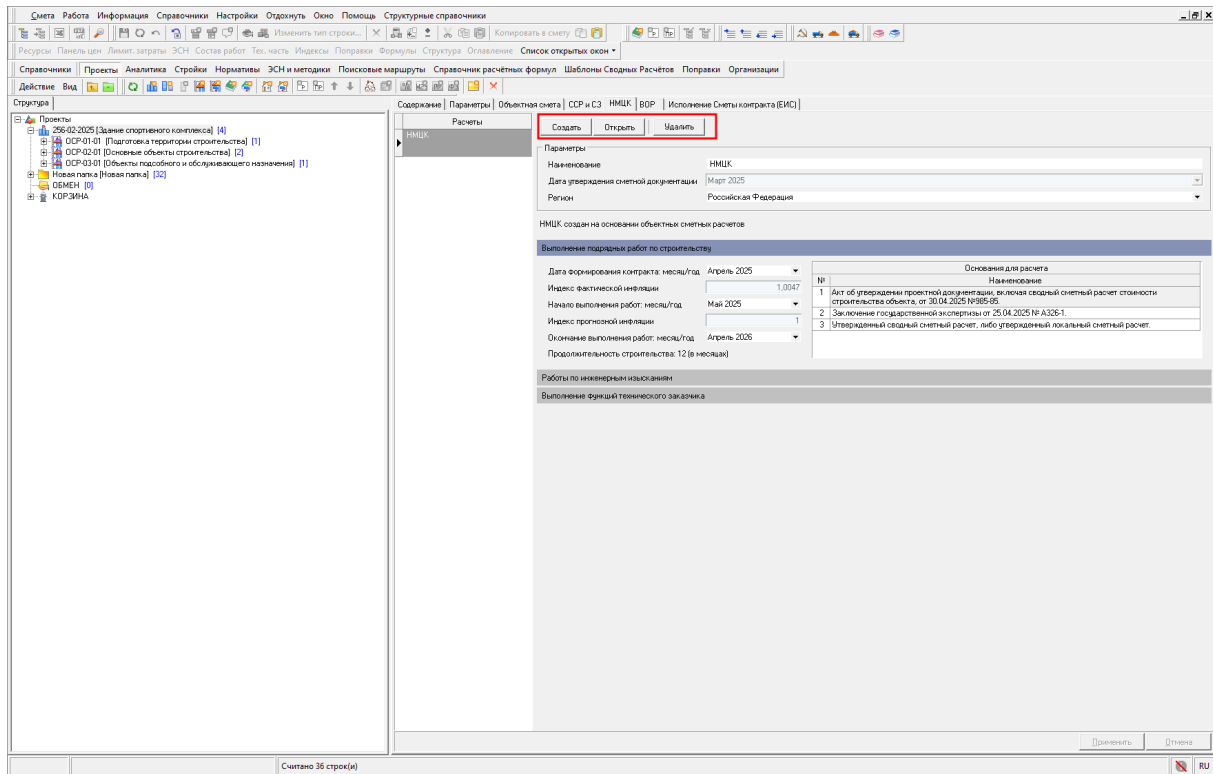 Смета Работа Информация Справочники Настройки Отдохнуть Окно Помощь Структурные справочники
Изменить тип строки... Копировать в смету
Ресурсы Панель цен Лимит.затраты ЭСН Состав работ Тех. часть Индексы Поправки Формулы Структура Оглавление Список открытых окон
Справочники Проекты Аналитика Стройки Нормативы ЭСН и методики Поисковые маршруты Справочник расчётных формул Шаблоны Сводных Расчётов Поправки Организации
Действие Вид
Структура
Проекты
256-02-2025 [Здание спортивного комплекса] [4]
ОСР-01-01 [Подготовка территории строительства] [1]
ОСР-02-01 [Основные объекты строительства] [2]
ОСР-03-01 [Объекты подсобного и обслуживающего назначения] [1]
Новая папка [Новая папка] [32]
ОБМЕН [0]
КОРЗИНА
Содержание Параметры Объектная смета ССР и СЗ НМЦК ВОР Исполнение Сметы контракта (ЕИС)
Расчеты
НМЦК
Создать Открыть Удалить
Параметры
Наименование НМЦК
Дата утверждения сметной документации Март 2025
Регион Российская Федерация
НМЦК создан на основании объектных сметных расчетов
Выполнение подрядных работ по строительству
Дата формирования контракта: месяц/год Апрель 2025
Индекс фактической инфляции 1,0047
Начало выполнения работ: месяц/год Май 2025
Индекс прогнозной инфляции 1
Окончание выполнения работ: месяц/год Апрель 2026
Продолжительность строительства: 12 (в месяцах)
Основания для расчета
№ Наименование
1 Акт об утверждении проектной документации, включая сводный сметный расчет стоимости
строительства объекта, от 30.04.2025 №985-85.
2 Заключение государственной экспертизы от 25.04.2025 № А326-1.
3 Утвержденный сводный сметный расчет, либо утвержденный локальный сметный расчет.
Работы по инженерным изысканиям
Выполнение функций технического заказчика
Применить Отмена
Считано 36 строк(и) RU